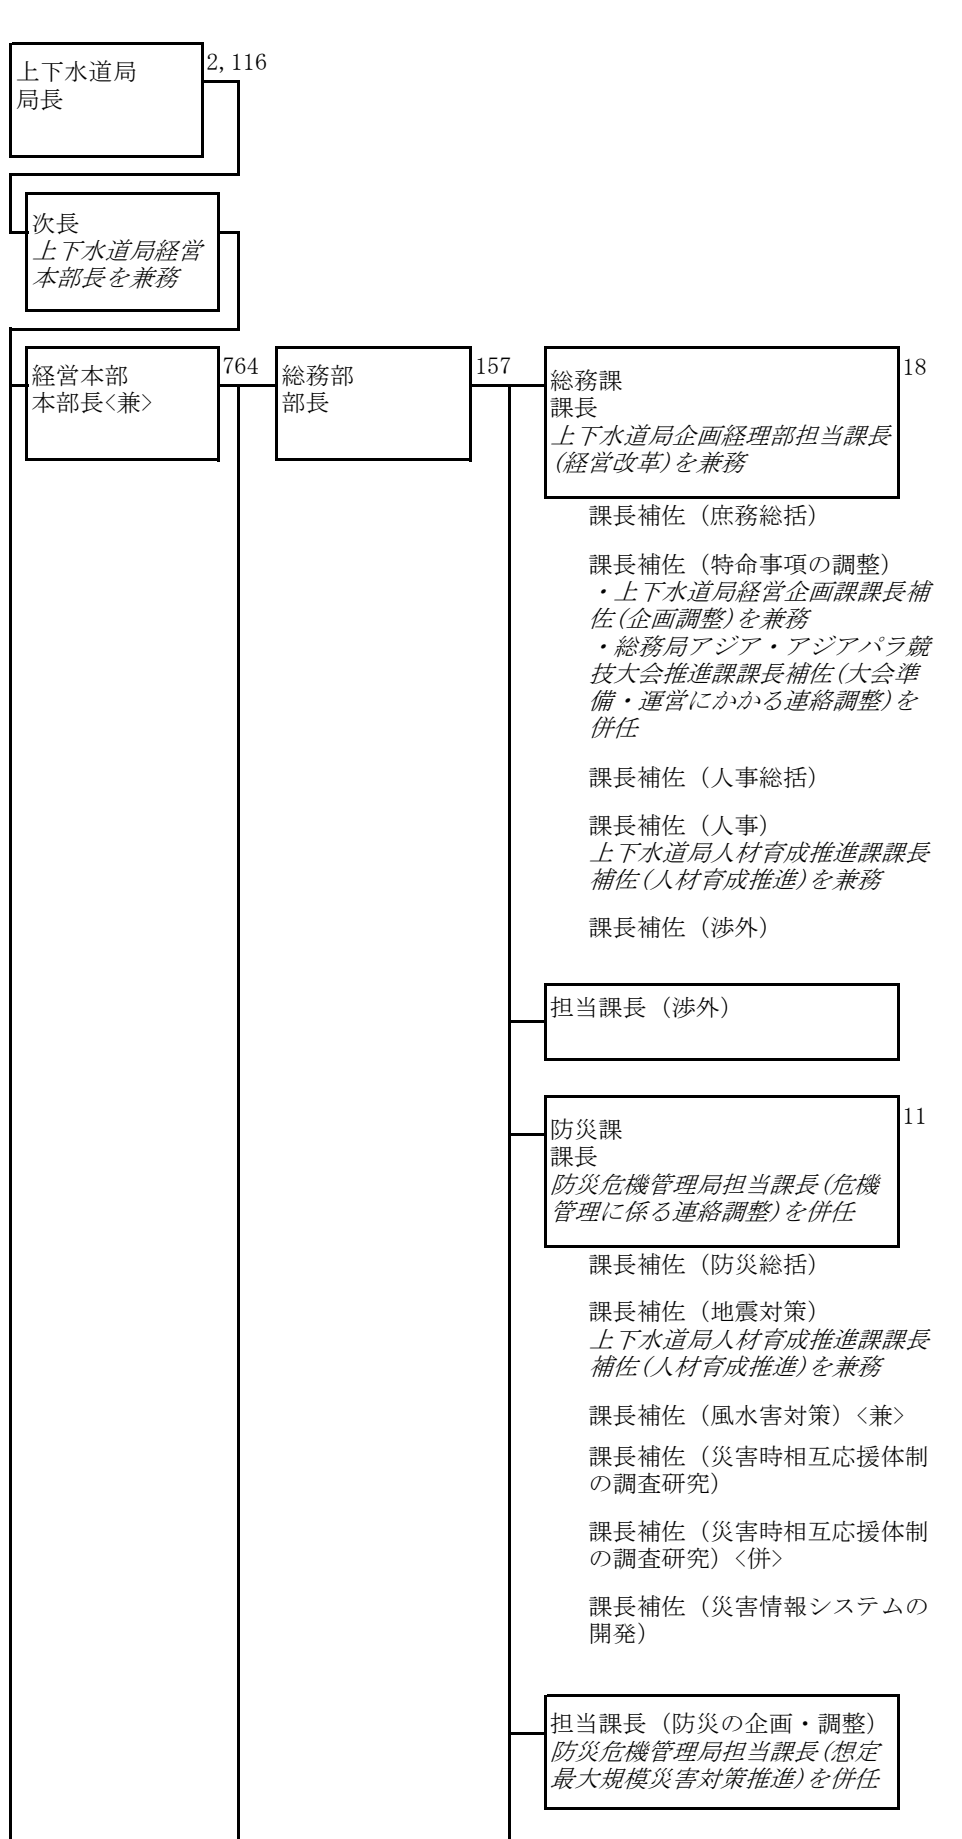 上下水道局
局長
2,116
次長
上下水道局経営
本部長を兼務
経営本部
本部長<兼>
764
総務部
部長
157
総務課
課長
上下水道局企画経理部担当課長
(経営改革)を兼務
18
課長補佐（庶務総括）
課長補佐（特命事項の調整）
・上下水道局経営企画課課長補
佐(企画調整)を兼務
・総務局アジア・アジアパラ競
技大会推進課課長補佐(大会準
備・運営にかかる連絡調整)を
併任
課長補佐（人事総括）
課長補佐（人事）
上下水道局人材育成推進課課長
補佐(人材育成推進)を兼務
課長補佐（渉外）
担当課長（渉外）
防災課
課長
防災危機管理局担当課長(危機
管理に係る連絡調整)を併任
11
課長補佐（防災総括）
課長補佐（地震対策）
上下水道局人材育成推進課課長
補佐(人材育成推進)を兼務
課長補佐（風水害対策）<兼>
課長補佐（災害時相互応援体制
の調査研究）
課長補佐（災害時相互応援体制
の調査研究）<併>
課長補佐（災害情報システムの
開発）
担当課長（防災の企画・調整）
防災危機管理局担当課長(想定
最大規模災害対策推進)を併任